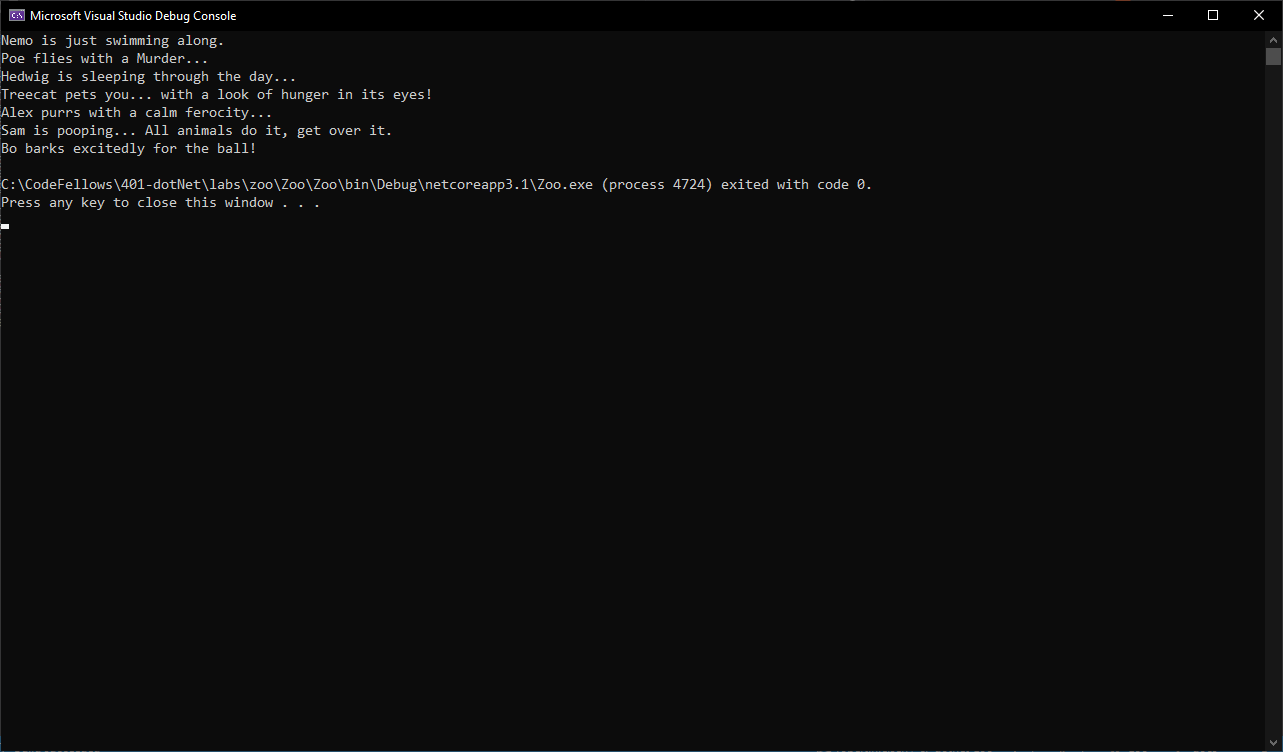 Microsoft Visual Studio Debug Console
Nemo is just swimming along.
Poe flies with a Murder...
Hedwig is sleeping through the day...
Treecat pets you... with a look of hunger in its eyes!
Alex purrs with a calm ferocity...
Sam is pooping... All animals do it, get over it.
Bo barks excitedly for the ball!
C:\CodeFellows\401-dotNet\labs\zoo\Zoo\Zoo\bin\Debug\netcoreapp3.1\Zoo.exe (process 4724) exited with code 0.
Press any key to close this window . . .